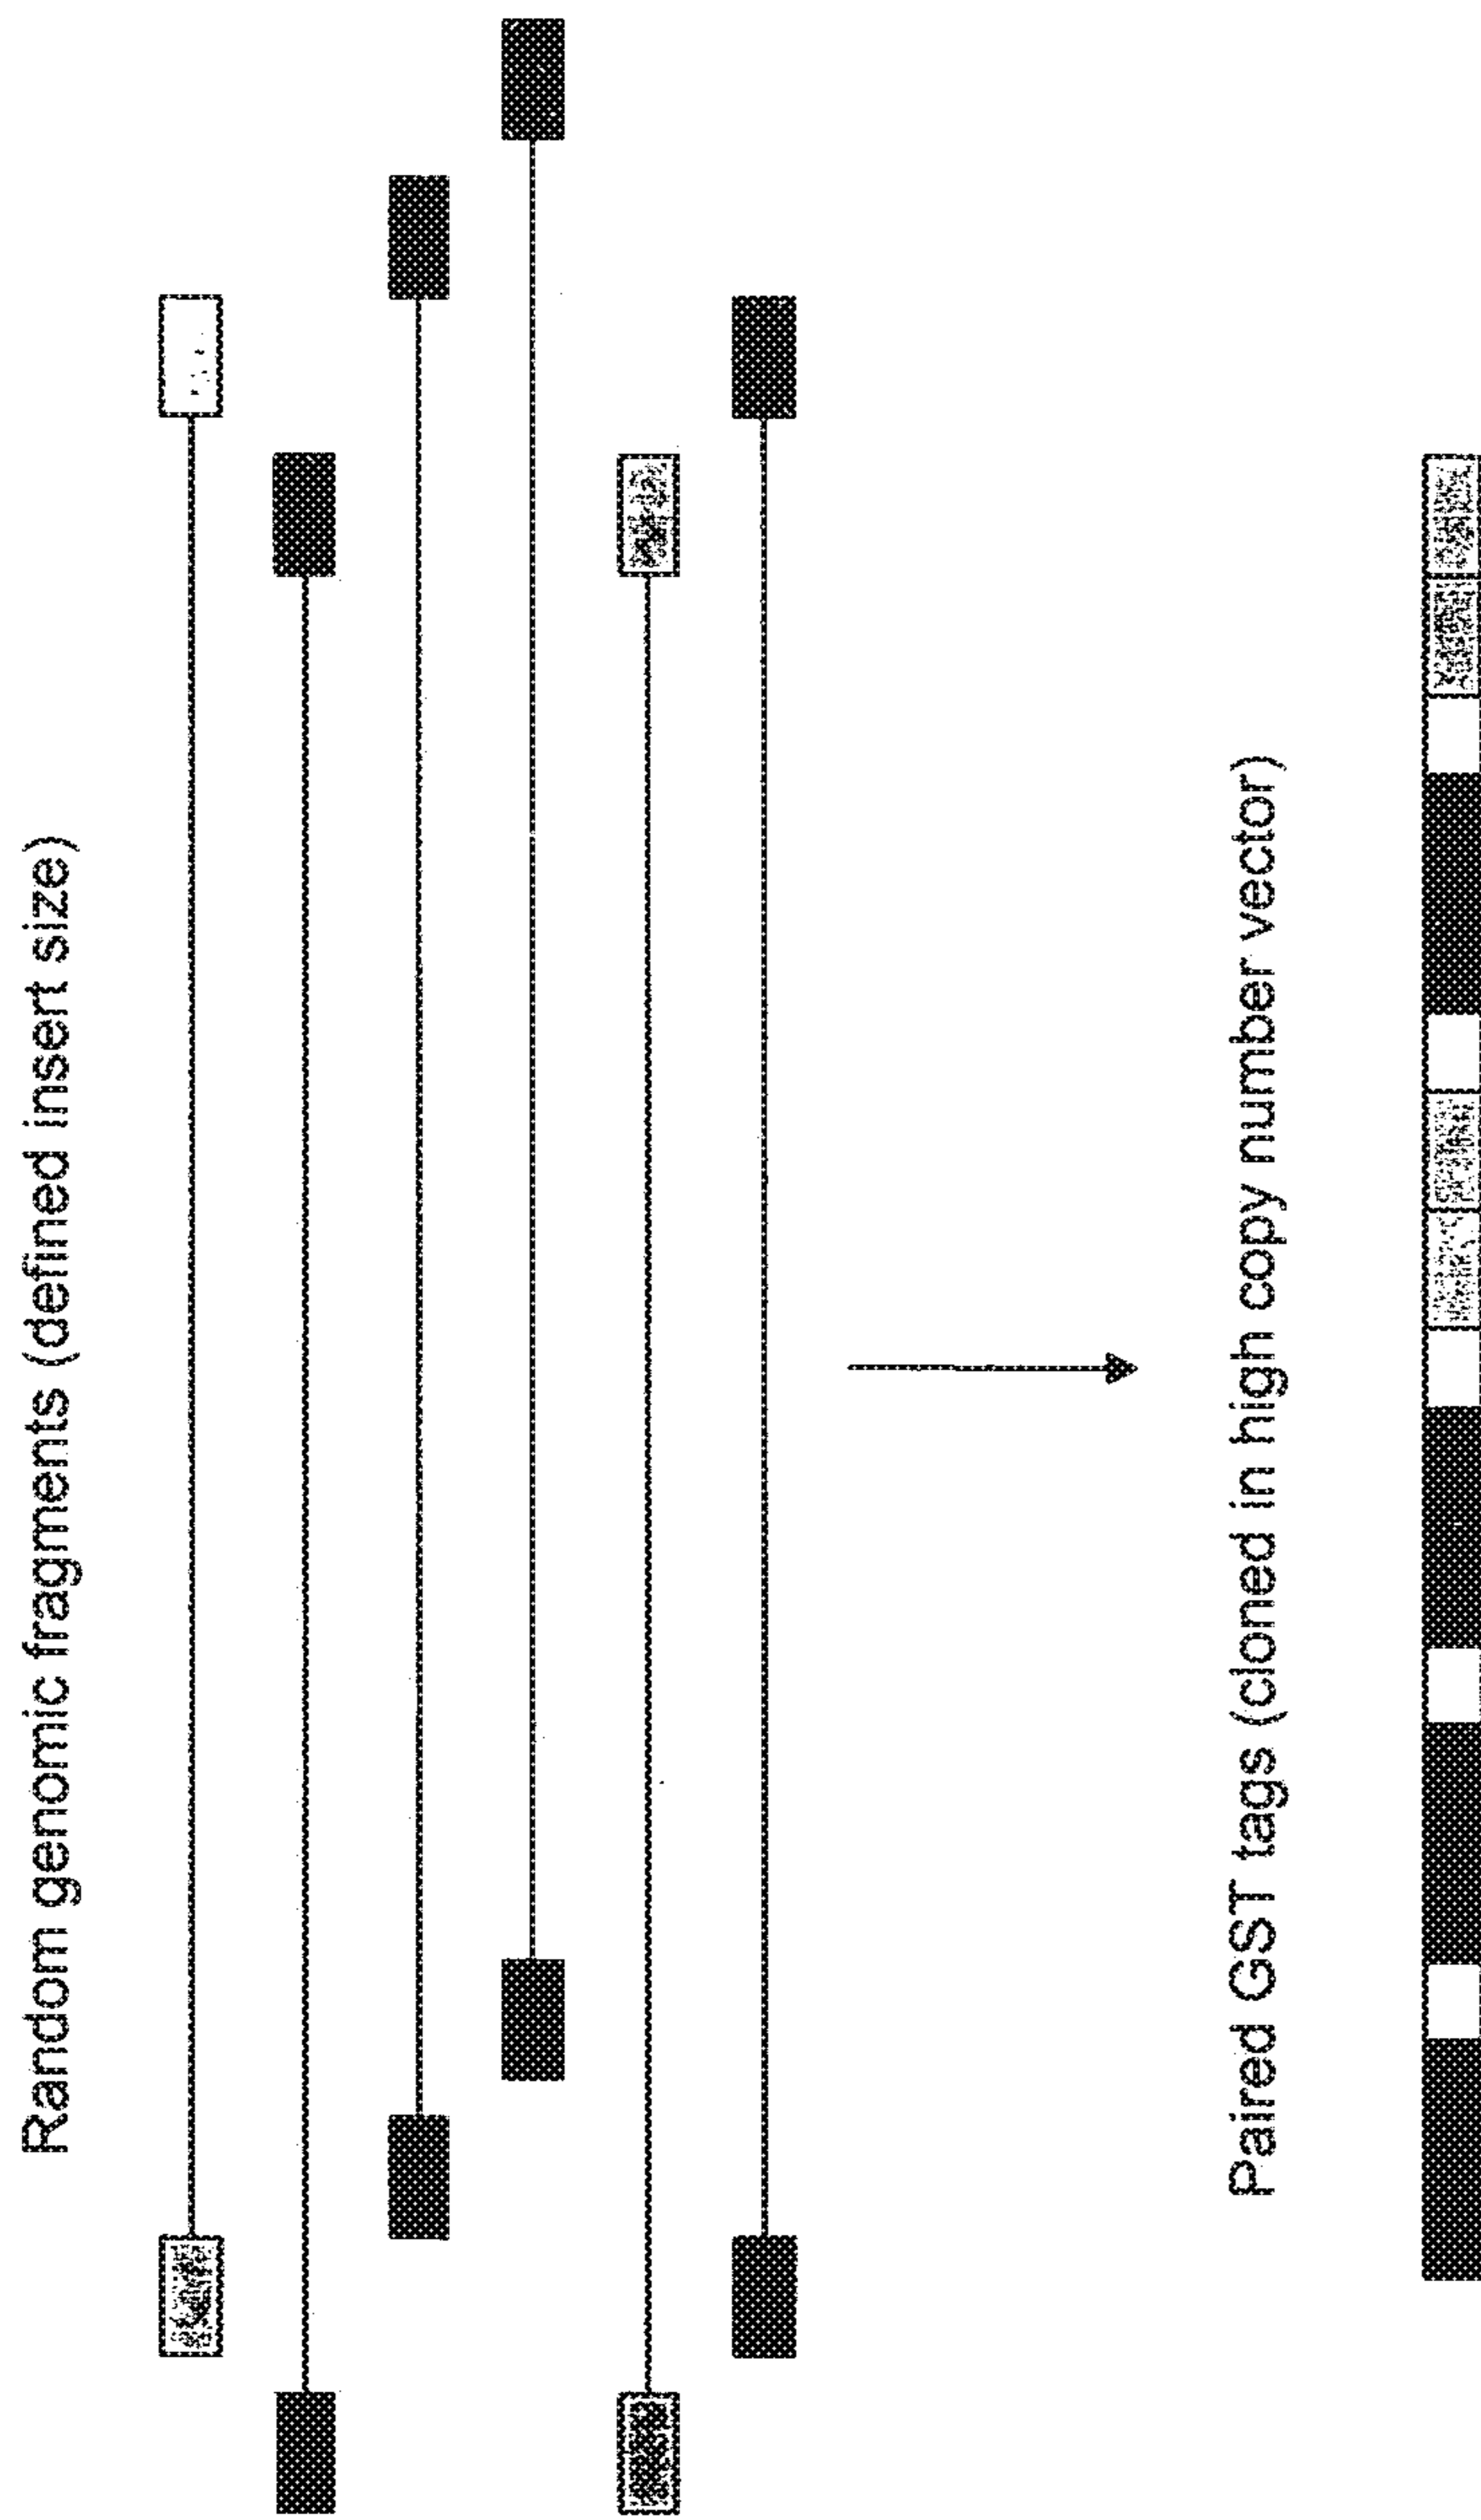 Random genomic fragments (defined insert size)
Paired GST tags (cloned in high copy number vector)